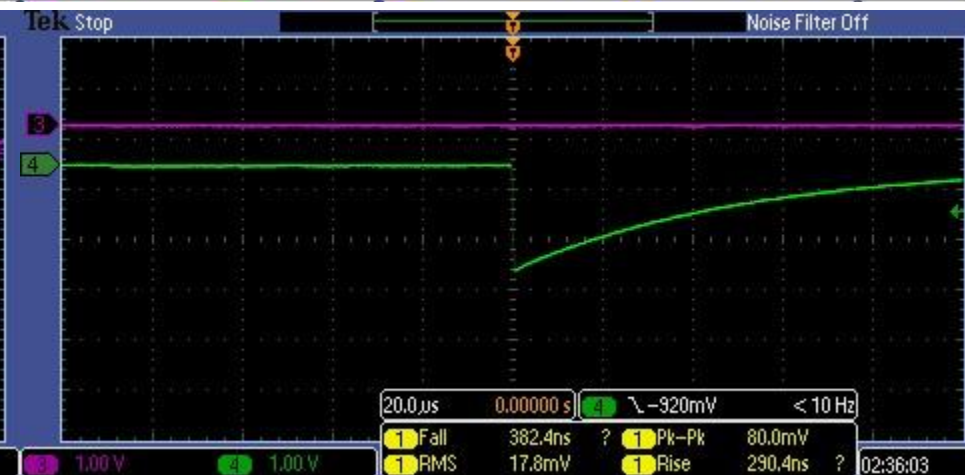 Tek Stop Noise Filter Off
3
4
20.0µs 0.00000 s 4 -920mV < 10 Hz
1 Fall 382.4ns ? 1 Pk-Pk 80.0mV
1 RMS 17.8mV 1 Rise 290.4ns ?
3 1.00 V 4 1.00 V 02:36:03